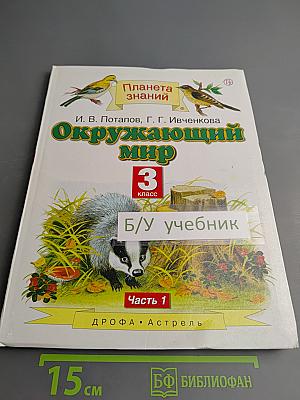 Планета
знаний
И. В. Потапов, Г. Г. Ивченкова
Окружающий
мир
3
класс
Б/У учебник
Часть 1
ДРОФА • Астрель
15 см
БФ БИБЛИОФАН